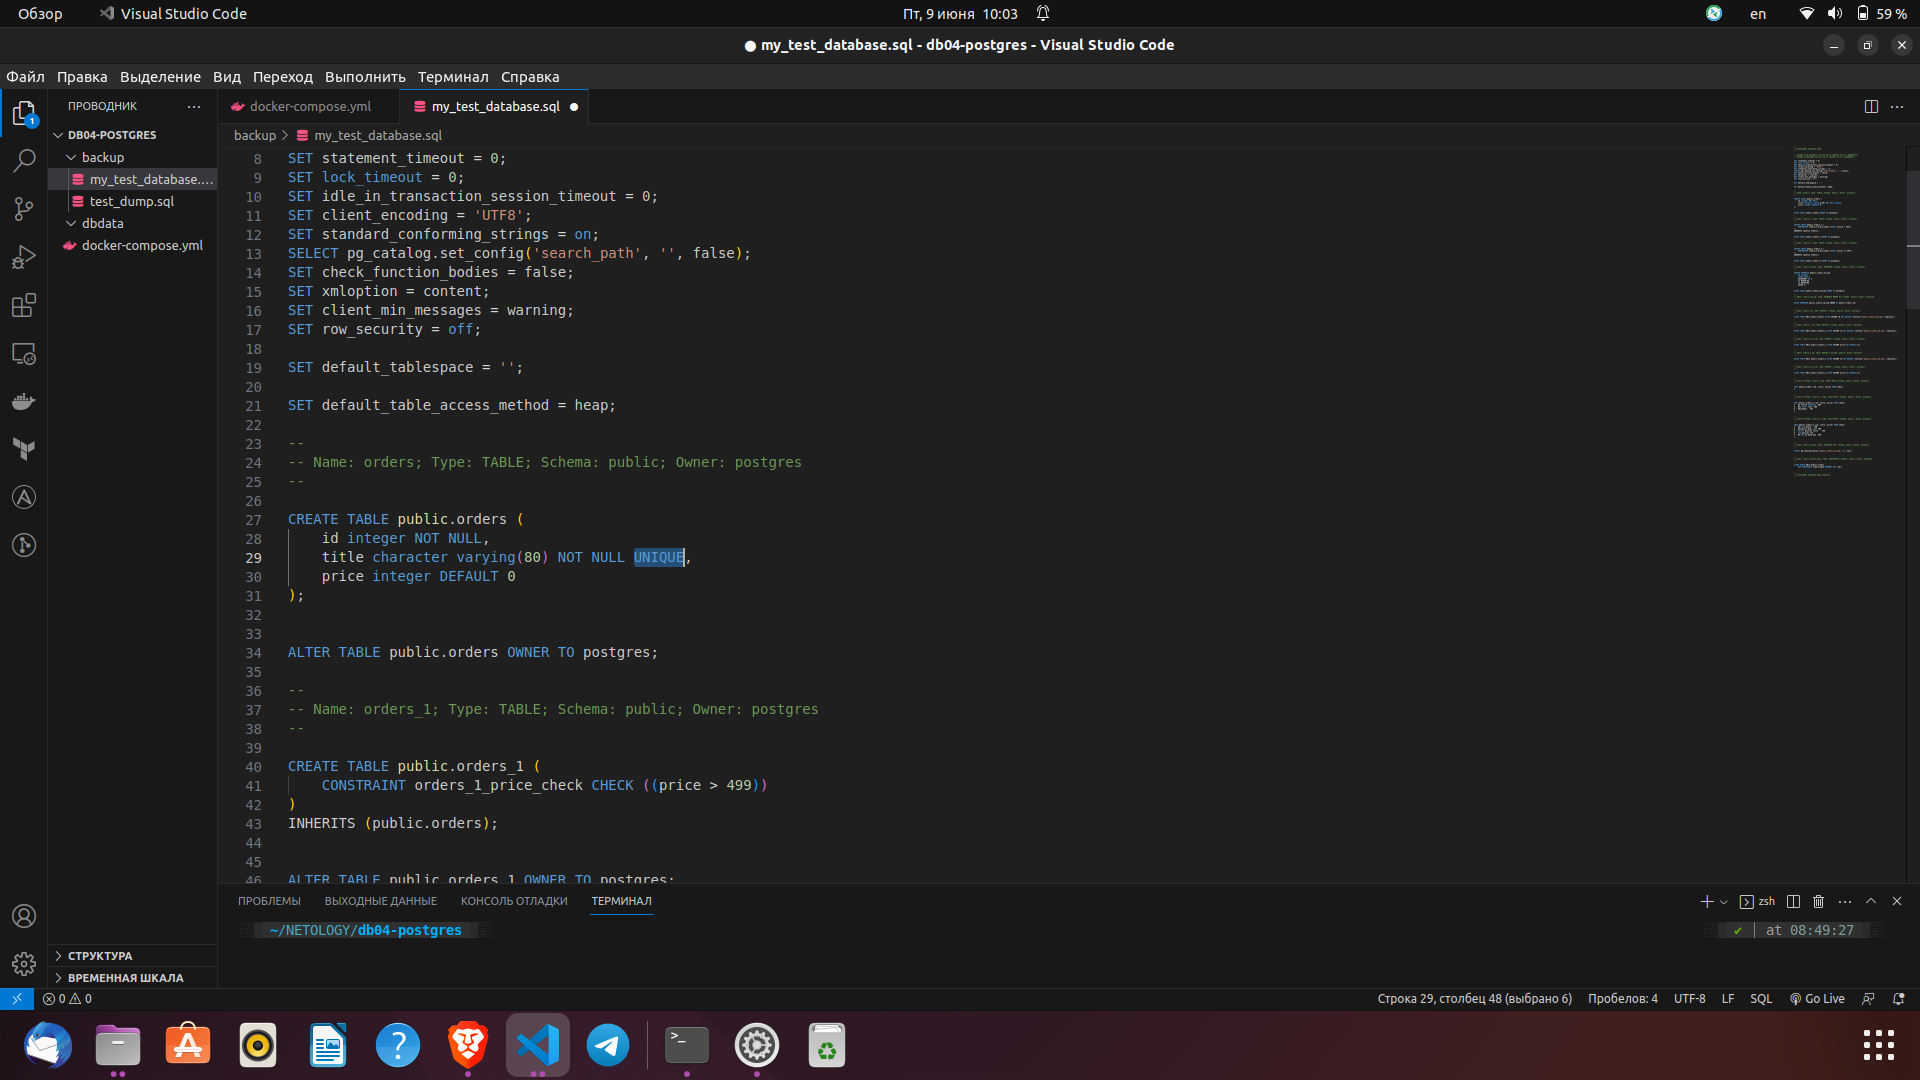 Обзор
Visual Studio Code
Пт, 9 июня 10:03
en
59 %
● my_test_database.sql - db04-postgres - Visual Studio Code
Файл Правка Выделение Вид Переход Выполнить Терминал Справка
1
ПРОВОДНИК
DB04-POSTGRES
backup
my_test_database....
test_dump.sql
dbdata
docker-compose.yml
СТРУКТУРА
ВРЕМЕННАЯ ШКАЛА
docker-compose.yml
my_test_database.sql
backup > my_test_database.sql
8 SET statement_timeout = 0;
9 SET lock_timeout = 0;
10 SET idle_in_transaction_session_timeout = 0;
11 SET client_encoding = 'UTF8';
12 SET standard_conforming_strings = on;
13 SELECT pg_catalog.set_config('search_path', '', false);
14 SET check_function_bodies = false;
15 SET xmloption = content;
16 SET client_min_messages = warning;
17 SET row_security = off;
18
19 SET default_tablespace = '';
20
21 SET default_table_access_method = heap;
22
23 --
24 -- Name: orders; Type: TABLE; Schema: public; Owner: postgres
25 --
26
27 CREATE TABLE public.orders (
28 id integer NOT NULL,
29 title character varying(80) NOT NULL UNIQUE,
30 price integer DEFAULT 0
31 );
32
33
34 ALTER TABLE public.orders OWNER TO postgres;
35
36 --
37 -- Name: orders_1; Type: TABLE; Schema: public; Owner: postgres
38 --
39
40 CREATE TABLE public.orders_1 (
41 CONSTRAINT orders_1_price_check CHECK ((price > 499))
42 )
43 INHERITS (public.orders);
44
45
46 ALTER TABLE public.orders_1 OWNER TO postgres;
ПРОБЛЕМЫ ВЫХОДНЫЕ ДАННЫЕ КОНСОЛЬ ОТЛАДКИ ТЕРМИНАЛ
zsh
~/NETOLOGY/db04-postgres
✔ | at 08:49:27
0 0
Строка 29, столбец 48 (выбрано 6)
Пробелов: 4
UTF-8
LF
SQL
Go Live